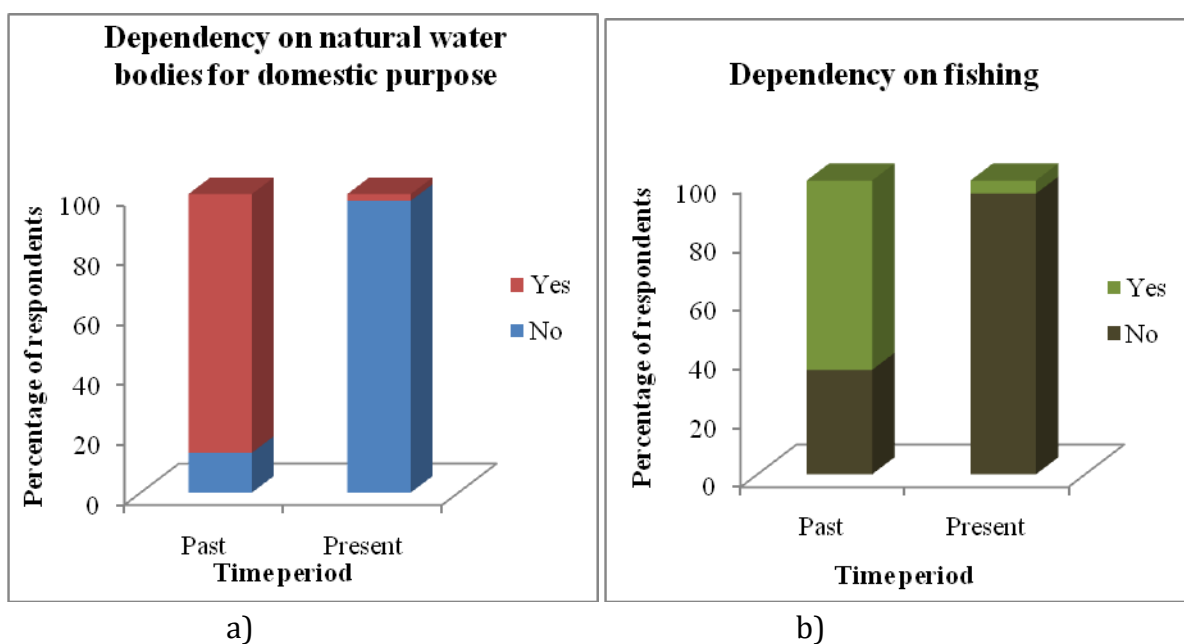 Dependency on natural water
bodies for domestic purpose
Percentage of respondents
100
80
60
40
20
0
Past Present
Time period
Yes
No
a)
Dependency on fishing
Percentage of respondents
100
80
60
40
20
0
Past Present
Time period
Yes
No
b)